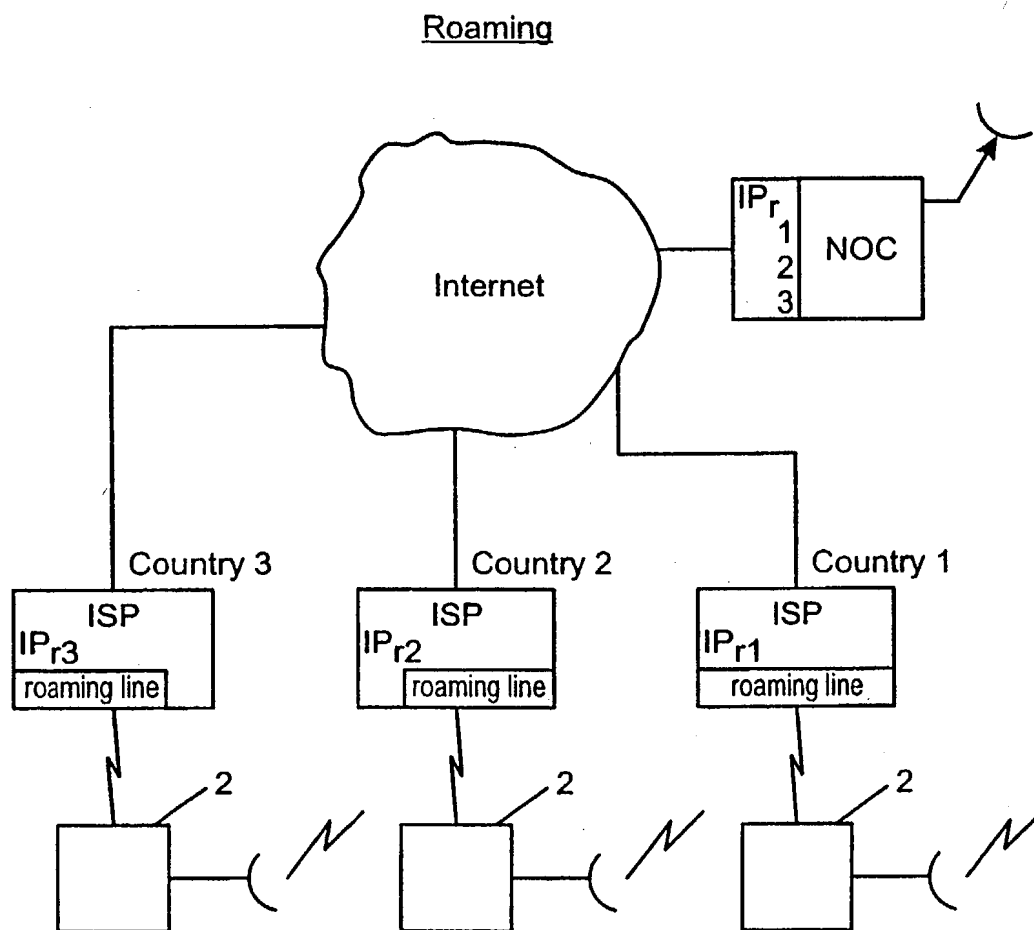 Roaming
IPr
1
2
3
NOC
Internet
Country 3
Country 2
Country 1
ISP
IPr3
roaming line
ISP
IPr2
roaming line
ISP
IPr1
roaming line
2
2
2